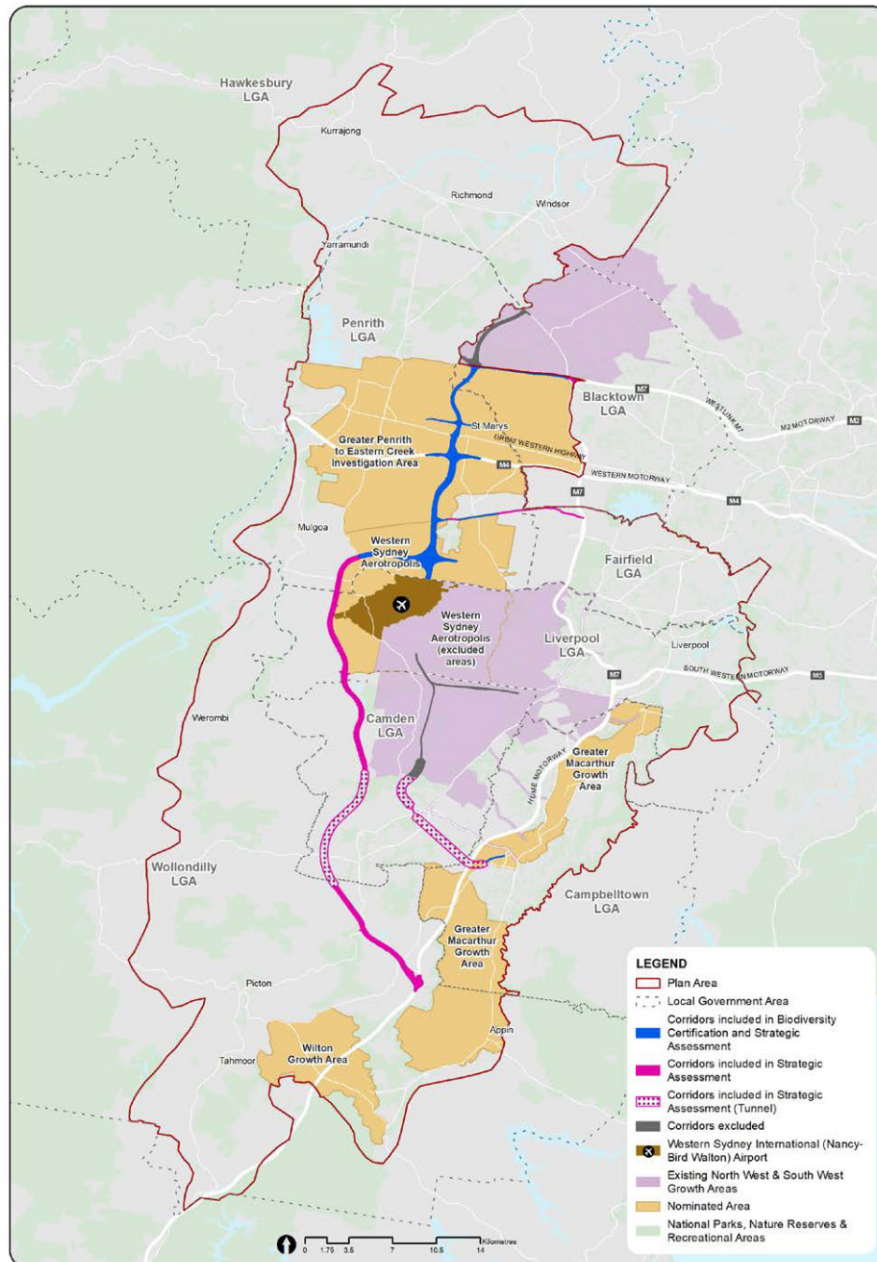 Hawkesbury
LGA
Kurrajong
Richmond
Windsor
Yarramundi
Penrith
LGA
Blacktown
LGA
M7
WESTLINK M7
M2 MOTORWAY
M2
St Marys
GREAT WESTERN HIGHWAY
Greater Penrith
to Eastern Creek
Investigation Area
M4
WESTERN MOTORWAY
M7
M4
Mulgoa
Western
Sydney
Aerotropolis
Fairfield
LGA
Western
Sydney
Aerotropolis
(excluded
areas)
Liverpool
LGA
Liverpool
M7
SOUTH WESTERN MOTORWAY
M5
Werombi
Camden
LGA
HUME MOTORWAY
Greater
Macarthur
Growth
Area
Wollondilly
LGA
Campbelltown
LGA
Greater
Macarthur
Growth
Area
Picton
Appin
Wilton
Growth Area
Tahmoor
LEGEND
Plan Area
Local Government Area
Corridors included in Biodiversity
Certification and Strategic
Assessment
Corridors included in Strategic
Assessment
Corridors included in Strategic
Assessment (Tunnel)
Corridors excluded
Western Sydney International (Nancy-
Bird Walton) Airport
Existing North West & South West
Growth Areas
Nominated Area
National Parks, Nature Reserves &
Recreational Areas
Kilometres
0 1.75 3.5 7 10.5 14